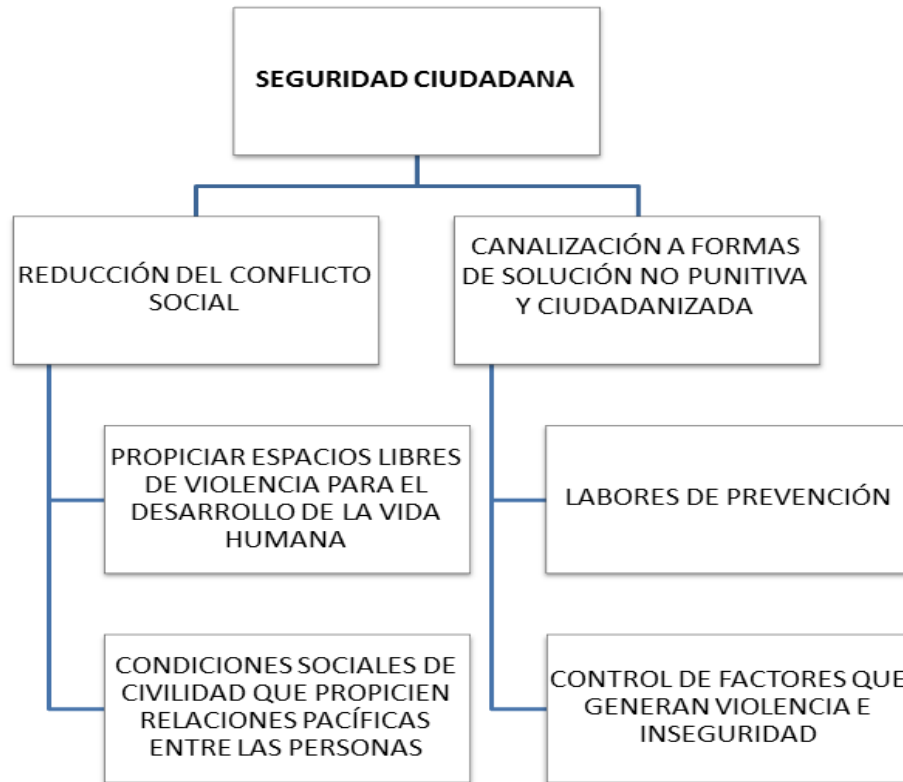 SEGURIDAD CIUDADANA
REDUCCIÓN DEL CONFLICTO
SOCIAL
CANALIZACIÓN A FORMAS
DE SOLUCIÓN NO PUNITIVA
Y CIUDADANIZADA
PROPICIAR ESPACIOS LIBRES
DE VIOLENCIA PARA EL
DESARROLLO DE LA VIDA
HUMANA
LABORES DE PREVENCIÓN
CONDICIONES SOCIALES DE
CIVILIDAD QUE PROPICIEN
RELACIONES PACÍFICAS
ENTRE LAS PERSONAS
CONTROL DE FACTORES QUE
GENERAN VIOLENCIA E
INSEGURIDAD